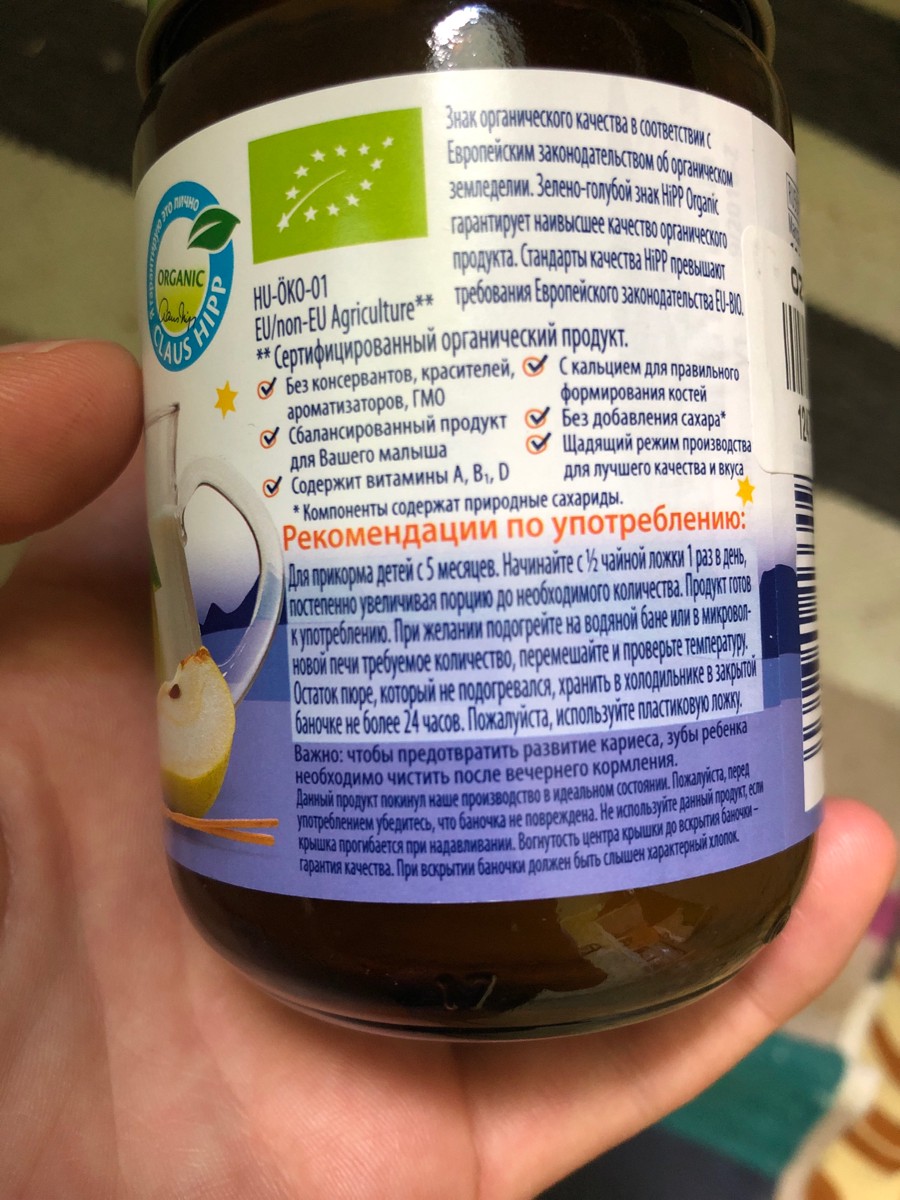 Знак органического качества в соответствии с
Европейским законодательством об органическом
земледелии. Зелено-голубой знак HiPP Organic
гарантирует наивысшее качество органического
продукта. Стандарты качества HiPP превышают
требования Европейского законодательства EU-BIO.
Я гарантирую это лично
ORGANIC
CLAUS HIPP
HU-ÖKO-01
EU/non-EU Agriculture**
** Сертифицированный органический продукт.
Без консервантов, красителей,
ароматизаторов, ГМО
Сбалансированный продукт
для Вашего малыша
Содержит витамины A, B₁, D
С кальцием для правильного
формирования костей
Без добавления сахара*
Щадящий режим производства
для лучшего качества и вкуса
* Компоненты содержат природные сахариды.
Рекомендации по употреблению:
Для прикорма детей с 5 месяцев. Начинайте с ½ чайной ложки 1 раз в день,
постепенно увеличивая порцию до необходимого количества. Продукт готов
к употреблению. При желании подогрейте на водяной бане или в микровол-
новой печи требуемое количество, перемешайте и проверьте температуру.
Остаток пюре, который не подогревался, хранить в холодильнике в закрытой
баночке не более 24 часов. Пожалуйста, используйте пластиковую ложку.
Важно: чтобы предотвратить развитие кариеса, зубы ребенка
необходимо чистить после вечернего кормления.
Данный продукт покинул наше производство в идеальном состоянии. Пожалуйста, перед
употреблением убедитесь, что баночка не повреждена. Не используйте данный продукт, если
крышка прогибается при надавливании. Вогнутость центра крышки до вскрытия баночки –
гарантия качества. При вскрытии баночки должен быть слышен характерный хлопок.
17